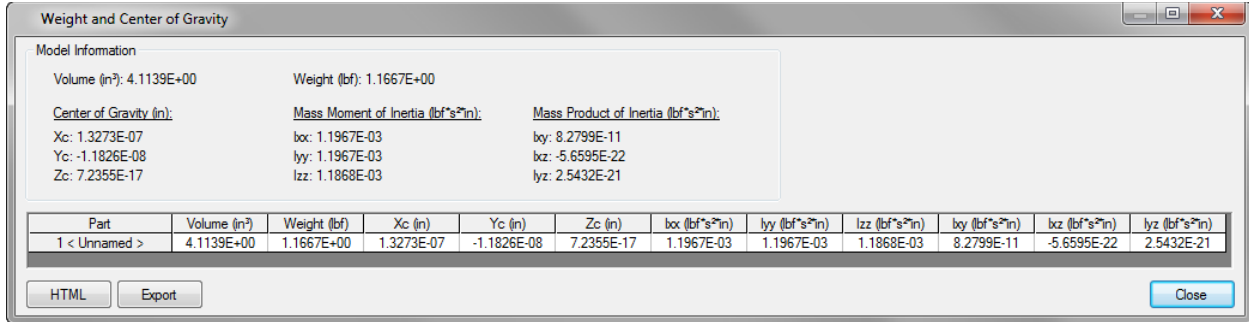 Weight and Center of Gravity
Model Information
Volume (in³): 4.1139E+00 Weight (lbf): 1.1667E+00
Center of Gravity (in): Mass Moment of Inertia (lbf*s²*in): Mass Product of Inertia (lbf*s²*in):
Xc: 1.3273E-07 Ixx: 1.1967E-03 Ixy: 8.2799E-11
Yc: -1.1826E-08 Iyy: 1.1967E-03 Ixz: -5.6595E-22
Zc: 7.2355E-17 Izz: 1.1868E-03 Iyz: 2.5432E-21
Part Volume (in³) Weight (lbf) Xc (in) Yc (in) Zc (in) Ixx (lbf*s²*in) Iyy (lbf*s²*in) Izz (lbf*s²*in) Ixy (lbf*s²*in) Ixz (lbf*s²*in) Iyz (lbf*s²*in)
1 < Unnamed > 4.1139E+00 1.1667E+00 1.3273E-07 -1.1826E-08 7.2355E-17 1.1967E-03 1.1967E-03 1.1868E-03 8.2799E-11 -5.6595E-22 2.5432E-21
HTML Export Close